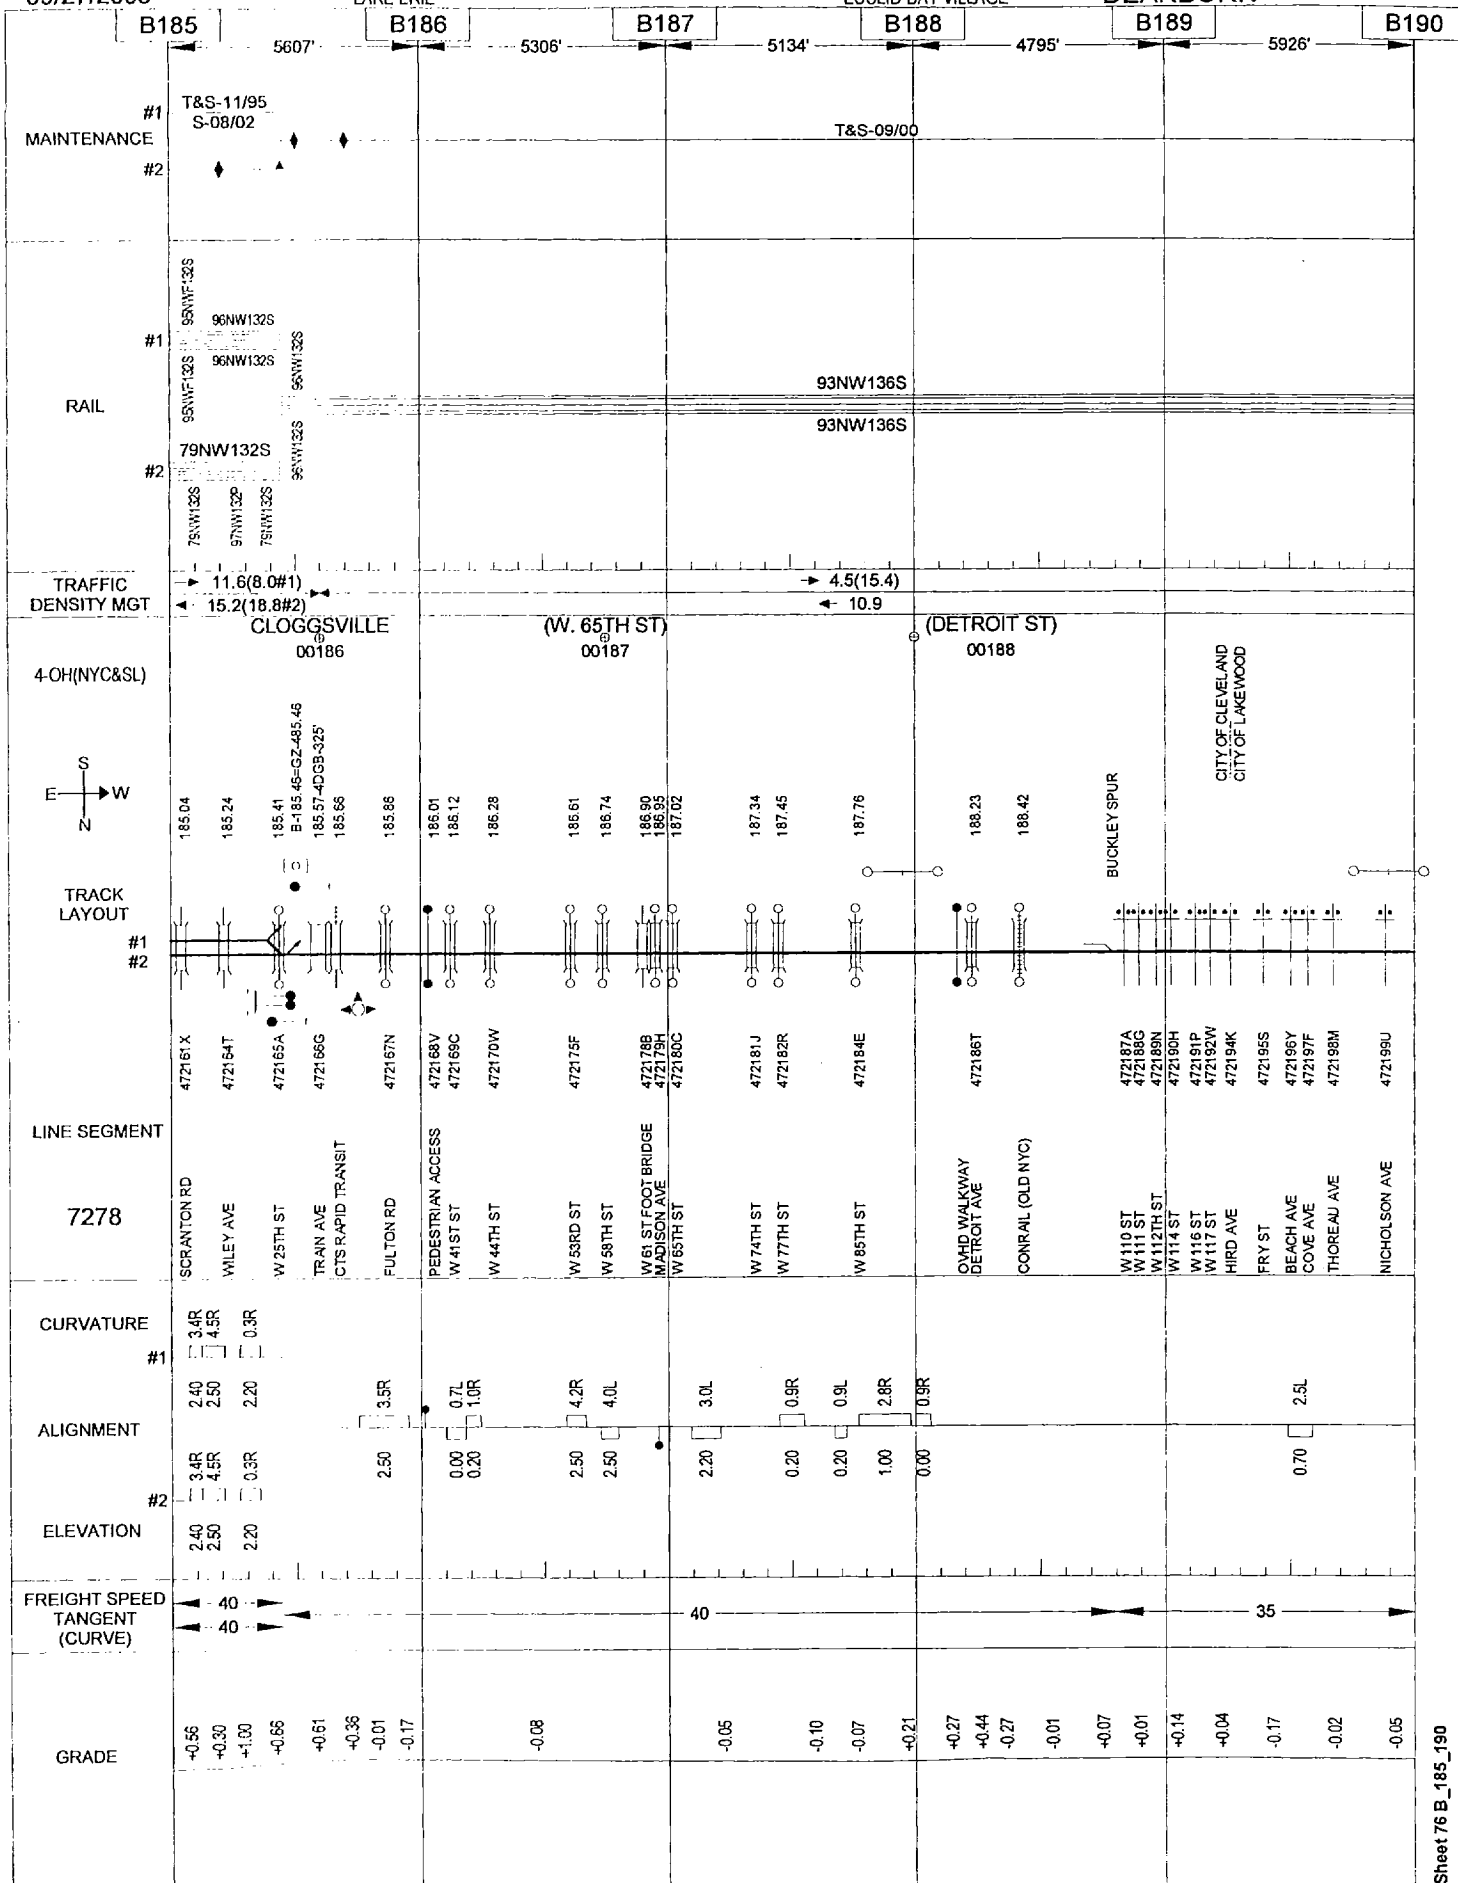 B185
B186
B187
B188
B189
B190
5607'
5306'
5134'
4795'
5926'
MAINTENANCE
#1
#2
T&S-11/95
S-08/02
T&S-09/00
RAIL
#1
#2
95NWF132S
96NW132S
96NW132S
95NWF132S
96NW132S
96NW132S
79NW132S
79NW132S
97NW132P
79NW132S
93NW136S
93NW136S
TRAFFIC
DENSITY MGT
11.6(8.0#1)
15.2(18.8#2)
4.5(15.4)
10.9
CLOGGSVILLE
00186
(W. 65TH ST)
00187
(DETROIT ST)
00188
4-OH(NYC&SL)
S
E
W
N
185.04
185.24
185.41
B-185.46=GZ-485.46
185.57-4DGB-325'
185.66
185.86
186.01
186.12
186.28
186.61
186.74
186.90
186.95
187.02
187.34
187.45
187.76
188.23
188.42
BUCKLEY SPUR
CITY OF CLEVELAND
CITY OF LAKEWOOD
TRACK
LAYOUT
#1
#2
472161X
472164T
472165A
472166G
472167N
472168V
472169C
472170W
472175F
472178B
472179H
472180C
472181J
472182R
472184E
472186T
472187A
472188G
472189N
472190H
472191P
472192W
472194K
472195S
472196Y
472197F
472198M
472199U
LINE SEGMENT
7278
SCRANTON RD
WILEY AVE
W 25TH ST
TRAIN AVE
CTS RAPID TRANSIT
FULTON RD
PEDESTRIAN ACCESS
W 41ST ST
W 44TH ST
W 53RD ST
W 58TH ST
W 61 ST FOOT BRIDGE
MADISON AVE
W 65TH ST
W 74TH ST
W 77TH ST
W 85TH ST
OVHD WALKWAY
DETROIT AVE
CONRAIL (OLD NYC)
W 110 ST
W 111 ST
W 112TH ST
W 114 ST
W 116 ST
W 117 ST
HIRD AVE
FRY ST
BEACH AVE
COVE AVE
THOREAU AVE
NICHOLSON AVE
CURVATURE
#1
3.4R
4.5R
0.3R
2.40
2.50
2.20
ALIGNMENT
3.5R
0.7L
1.0R
4.2R
4.0L
3.0L
0.9R
0.9L
2.8R
0.9R
2.5L
2.50
0.00
0.20
2.50
2.50
2.20
0.20
0.20
1.00
0.00
0.70
3.4R
4.5R
0.3R
#2
ELEVATION
2.40
2.50
2.20
FREIGHT SPEED
TANGENT
(CURVE)
40
40
40
35
GRADE
+0.56
+0.30
+1.00
+0.66
+0.61
+0.36
-0.01
-0.17
-0.08
-0.05
-0.10
-0.07
+0.21
+0.27
+0.44
-0.27
-0.01
+0.07
+0.01
+0.14
+0.04
-0.17
-0.02
-0.05
Sheet 76 B_185_190